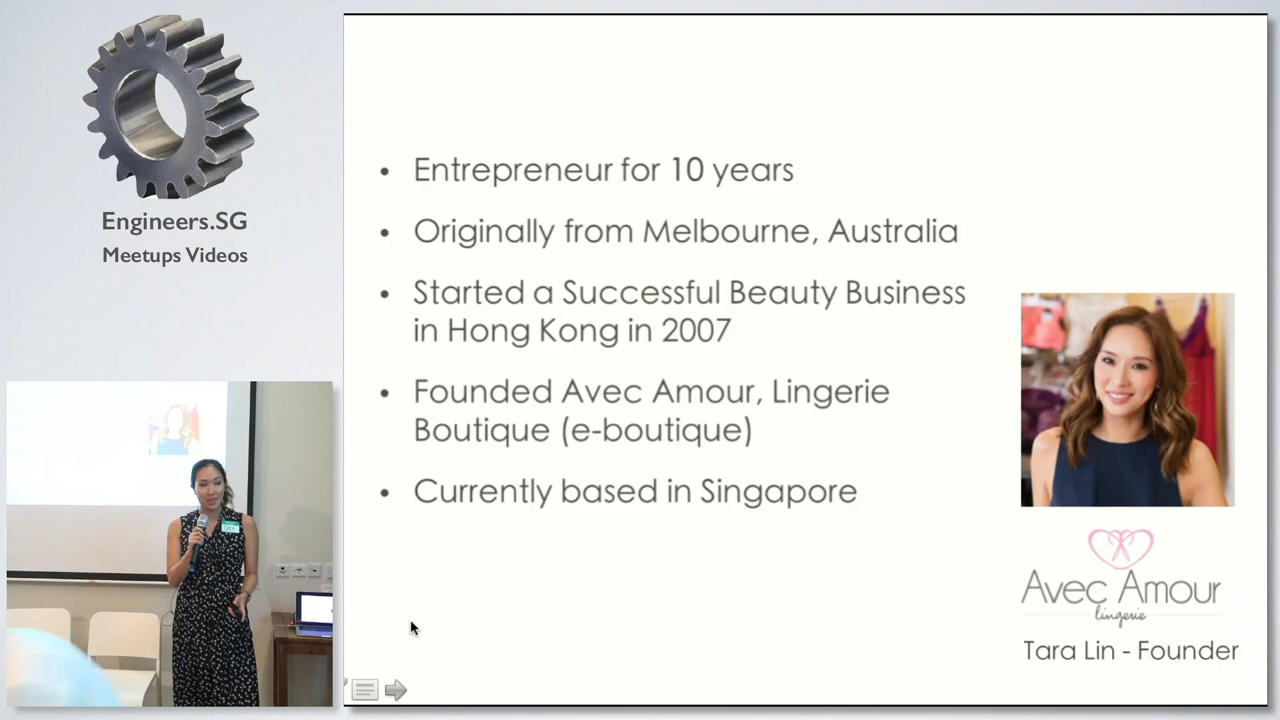 Engineers.SG
Meetups Videos
• Entrepreneur for 10 years
• Originally from Melbourne, Australia
• Started a Successful Beauty Business
in Hong Kong in 2007
• Founded Avec Amour, Lingerie
Boutique (e-boutique)
• Currently based in Singapore
Avec Amour
lingerie
Tara Lin - Founder